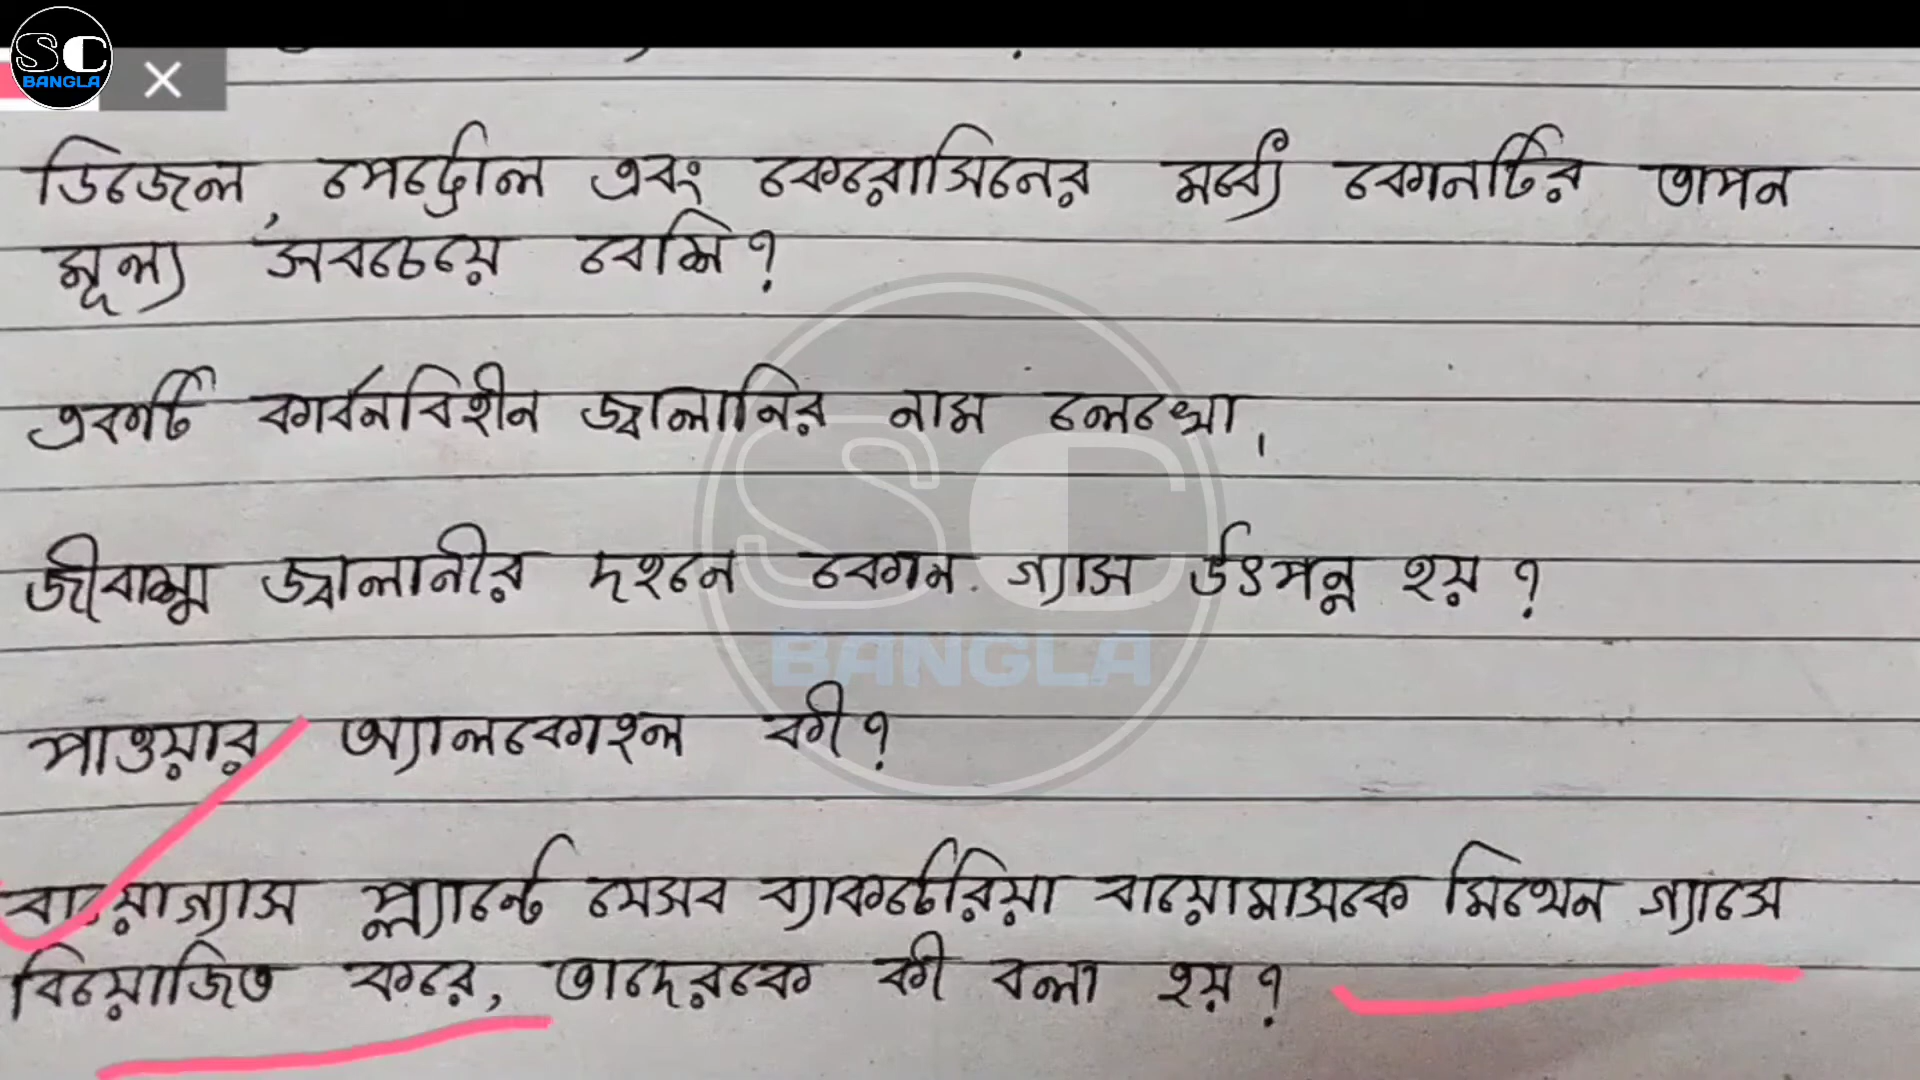 SC
BANGLA
ডিজেল, পেট্রোল এবং কেরোসিনের মধ্যে কোনটির তাপন
মূল্য সবচেয়ে বেশি?
একটি কার্বনবিহীন জ্বালানির নাম লেখো।
জীবাশ্ম জ্বালানীর দহনে কোন গ্যাস উৎপন্ন হয়?
SC
BANGLA
পাওয়ার অ্যালকোহল কী?
বায়োগ্যাস প্ল্যান্টে যেসব ব্যাকটেরিয়া বায়োমাসকে মিথেন গ্যাসে
বিয়োজিত করে, তাদেরকে কী বলা হয়?